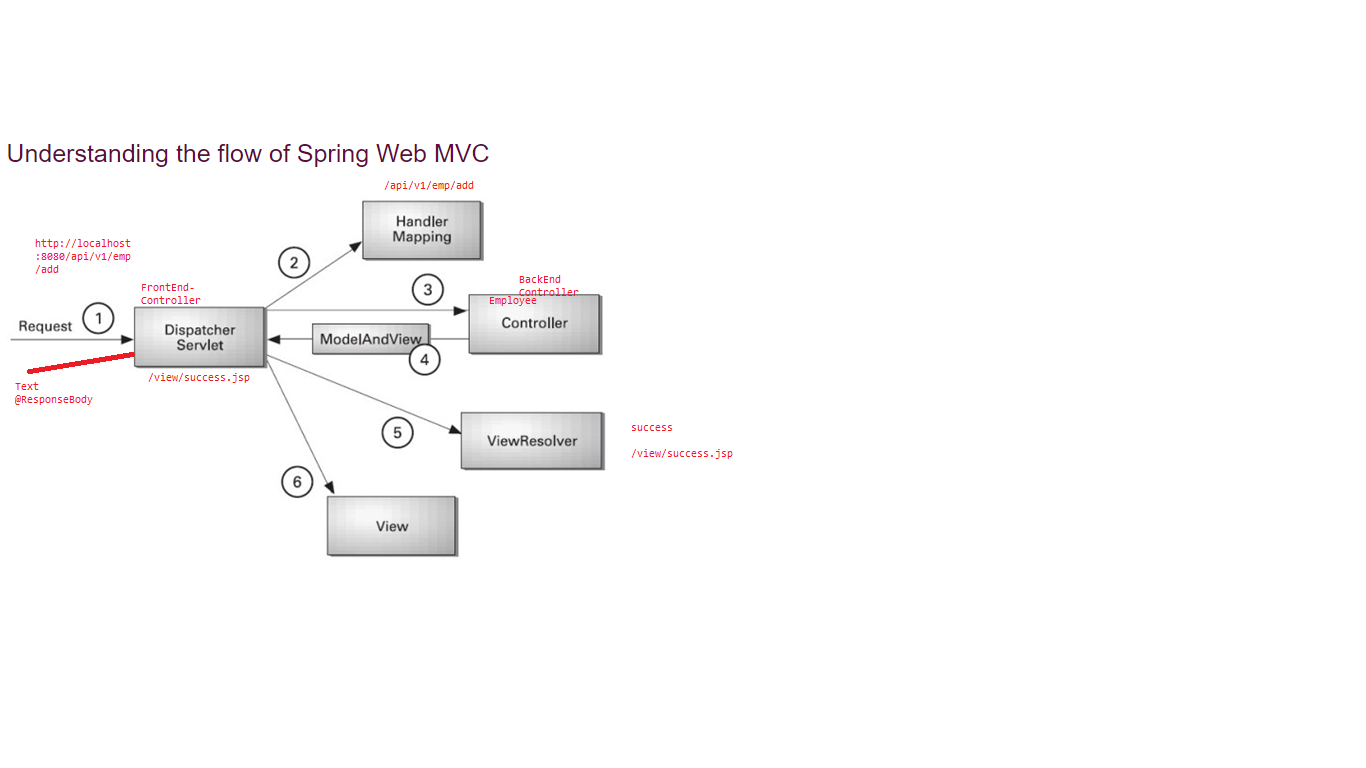 Understanding the flow of Spring Web MVC
/api/v1/emp/add
Handler
Mapping
http://localhost
:8080/api/v1/emp
/add
2
FrontEnd-
Controller
3
BackEnd
Controller
Employee
Controller
Request
1
Dispatcher
Servlet
ModelAndView
4
/view/success.jsp
Text
@ResponseBody
5
ViewResolver
success
/view/success.jsp
6
View